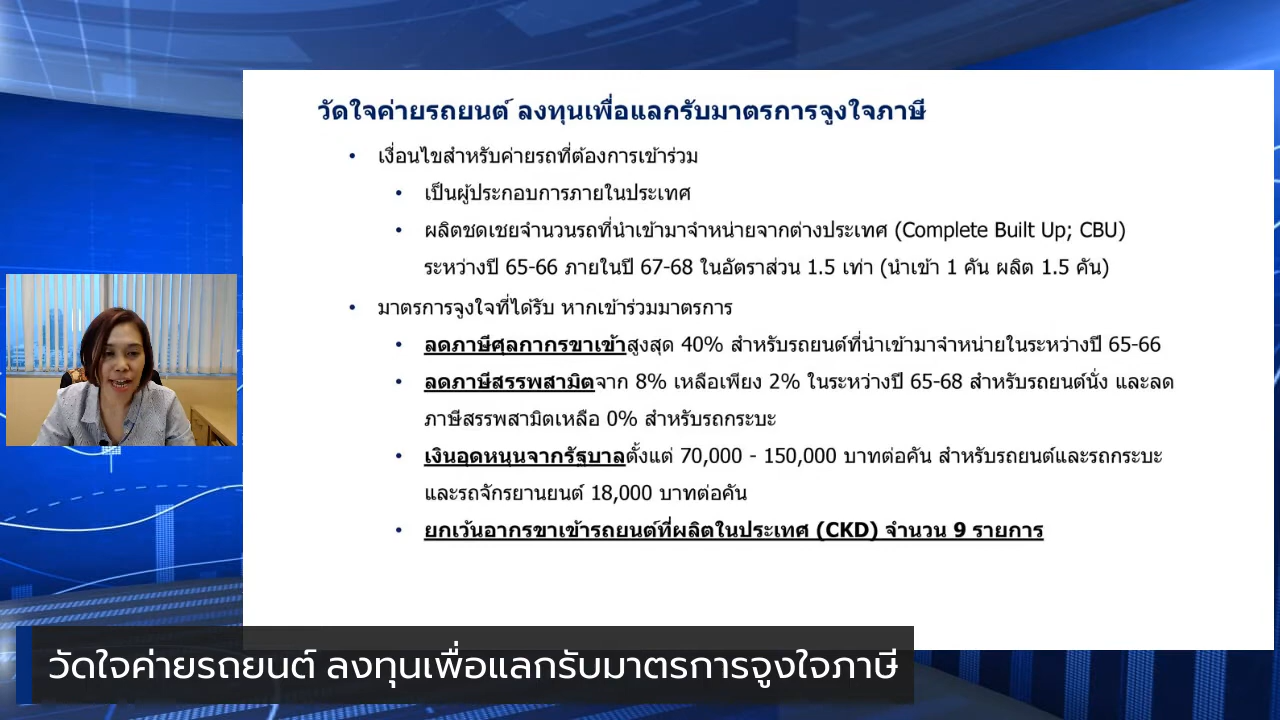 วัดใจค่ายรถยนต์ ลงทุนเพื่อแลกรับมาตรการจูงใจภาษี
• เงื่อนไขสำหรับค่ายรถที่ต้องการเข้าร่วม
• เป็นผู้ประกอบการภายในประเทศ
• ผลิตชดเชยจำนวนรถที่นำเข้ามาจำหน่ายจากต่างประเทศ (Complete Built Up; CBU)
ระหว่างปี 65-66 ภายในปี 67-68 ในอัตราส่วน 1.5 เท่า (นำเข้า 1 คัน ผลิต 1.5 คัน)
• มาตรการจูงใจที่ได้รับ หากเข้าร่วมมาตรการ
• ลดภาษีศุลกากรขาเข้าสูงสุด 40% สำหรับรถยนต์ที่นำเข้ามาจำหน่ายในระหว่างปี 65-66
• ลดภาษีสรรพสามิตจาก 8% เหลือเพียง 2% ในระหว่างปี 65-68 สำหรับรถยนต์นั่ง และลด
ภาษีสรรพสามิตเหลือ 0% สำหรับรถกระบะ
• เงินอุดหนุนจากรัฐบาลตั้งแต่ 70,000 - 150,000 บาทต่อคัน สำหรับรถยนต์และรถกระบะ
และรถจักรยานยนต์ 18,000 บาทต่อคัน
• ยกเว้นอากรขาเข้ารถยนต์ที่ผลิตในประเทศ (CKD) จำนวน 9 รายการ
วัดใจค่ายรถยนต์ ลงทุนเพื่อแลกรับมาตรการจูงใจภาษี